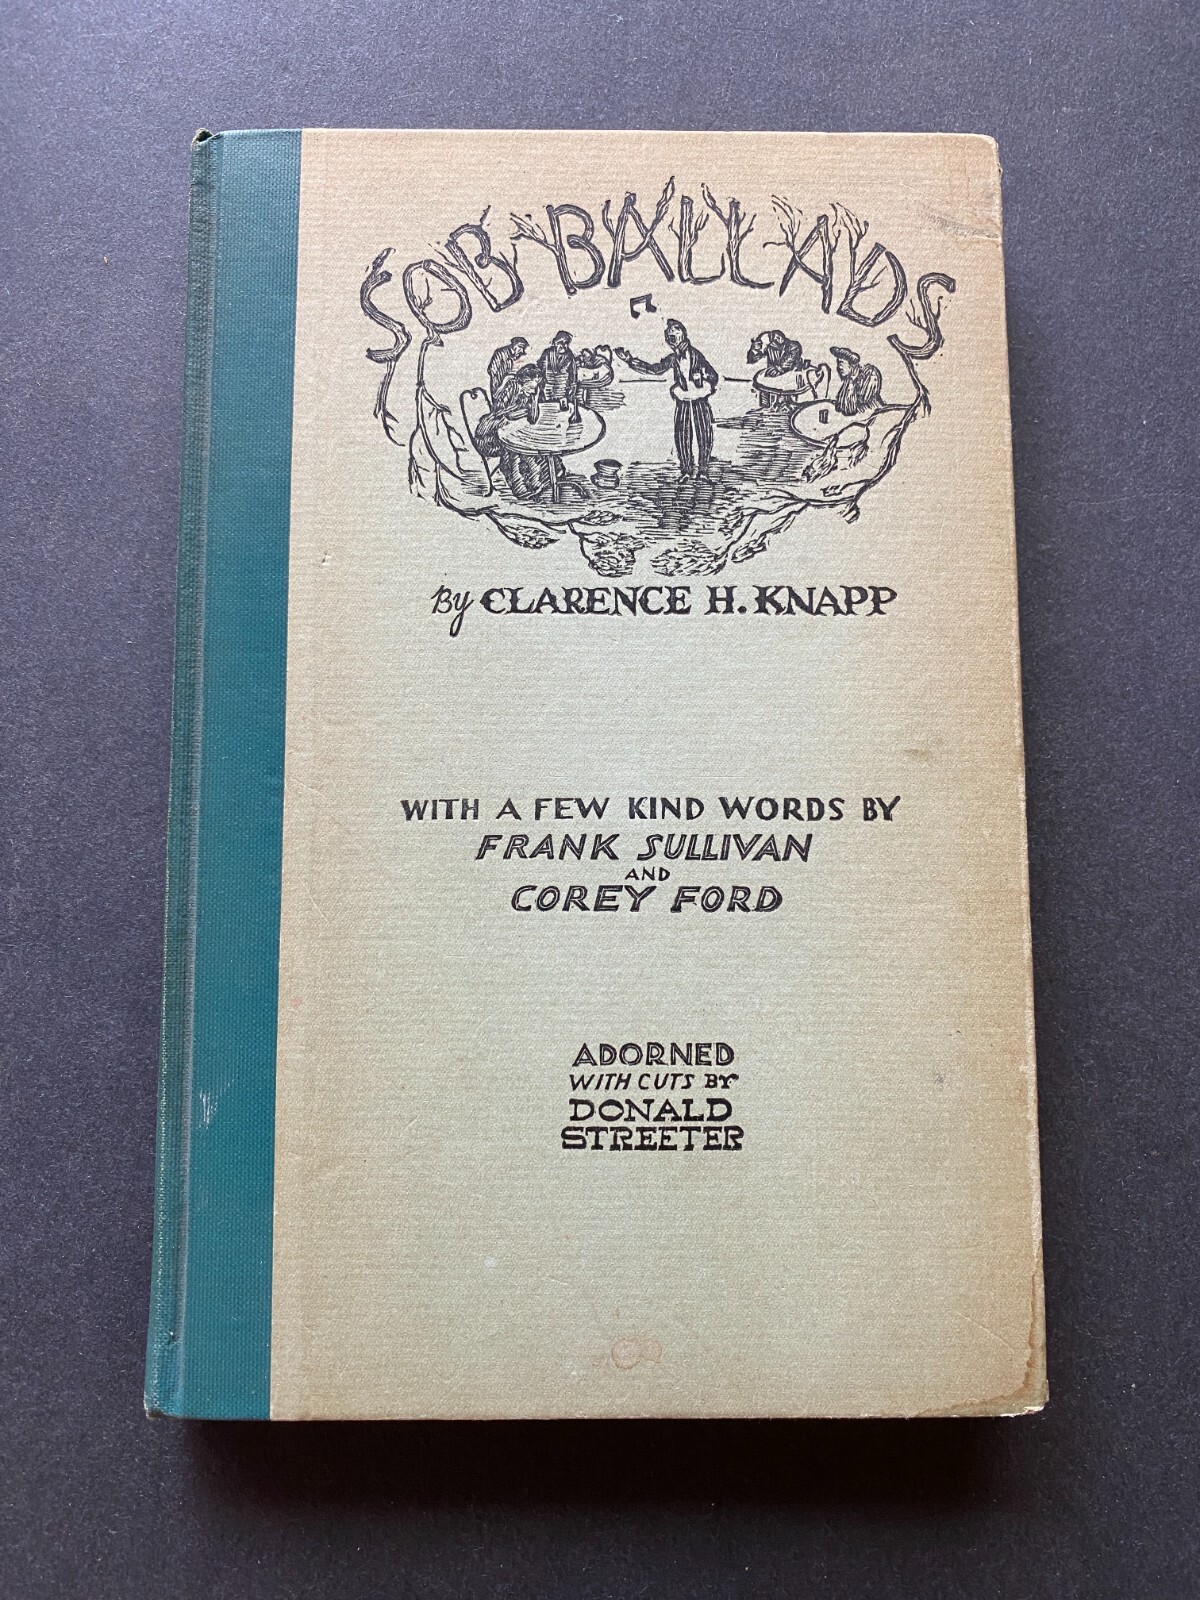 SOB BALLADS
By CLARENCE H. KNAPP
WITH A FEW KIND WORDS BY
FRANK SULLIVAN
AND
COREY FORD
ADORNED
WITH CUTS BY
DONALD
STREETER